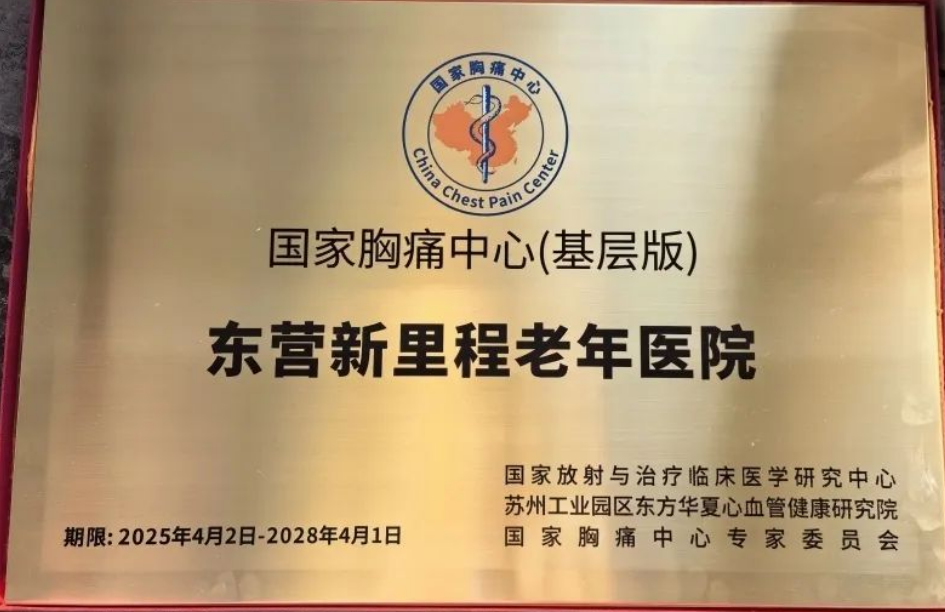 国家胸痛中心
China Chest Pain Center
国家胸痛中心(基层版)
东营新里程老年医院
国家放射与治疗临床医学研究中心
苏州工业园区东方华夏心血管健康研究院
期限: 2025年4月2日-2028年4月1日
国家胸痛中心专家委员会